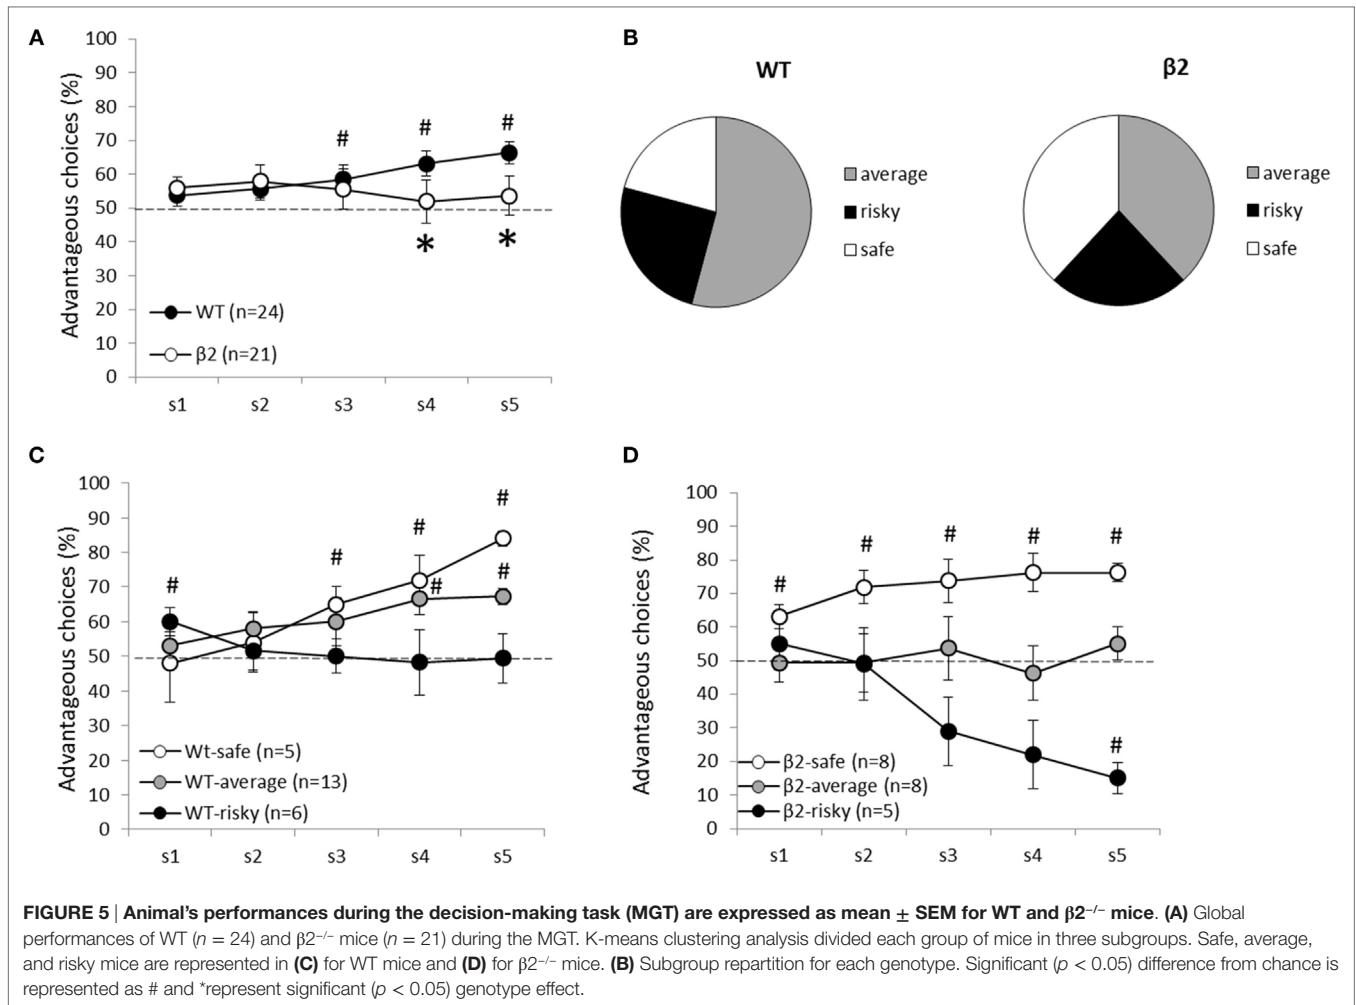 A
100
90
80
70
60
50
40
30
20
10
0
Advantageous choices (%)
# # #
* *
WT (n=24)
β2 (n=21)
s1 s2 s3 s4 s5
B
WT
average
risky
safe
β2
average
risky
safe
C
100
90
80
70
60
50
40
30
20
10
0
Advantageous choices (%)
# # # # # #
Wt-safe (n=5)
WT-average (n=13)
WT-risky (n=6)
s1 s2 s3 s4 s5
D
100
90
80
70
60
50
40
30
20
10
0
Advantageous choices (%)
# # # # # #
β2-safe (n=8)
β2-average (n=8)
β2-risky (n=5)
s1 s2 s3 s4 s5
FIGURE 5 | Animal's performances during the decision-making task (MGT) are expressed as mean ± SEM for WT and β2−/− mice. (A) Global
performances of WT (n = 24) and β2−/− mice (n = 21) during the MGT. K-means clustering analysis divided each group of mice in three subgroups. Safe, average,
and risky mice are represented in (C) for WT mice and (D) for β2−/− mice. (B) Subgroup repartition for each genotype. Significant (p < 0.05) difference from chance is
represented as # and *represent significant (p < 0.05) genotype effect.